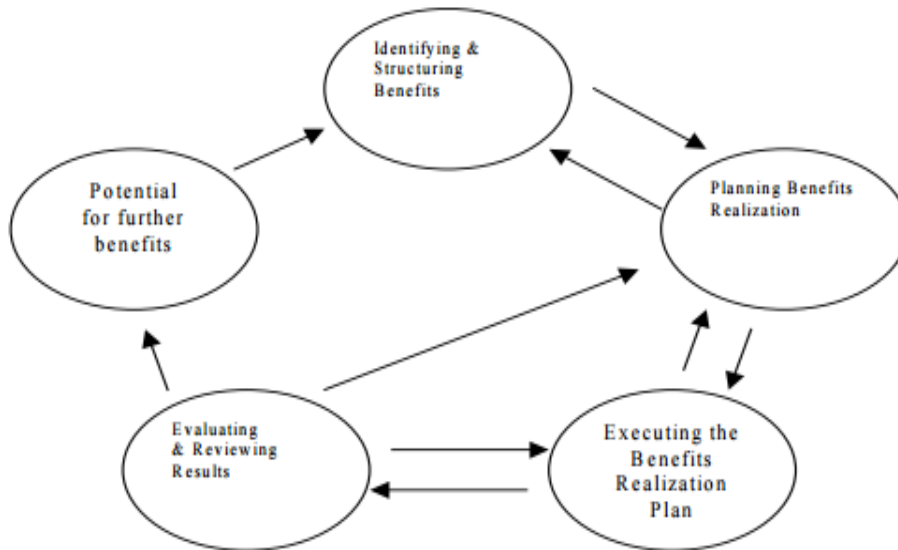 Identifying &
Structuring
Benefits
Potential
for further
benefits
Planning Benefits
Realization
Evaluating
& Reviewing
Results
Executing the
Benefits
Realization
Plan